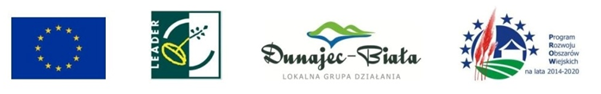 LEADER
Dunajec-Biała
LOKALNA GRUPA DZIAŁANIA
Program
Rozwoju
Obszarów
Wiejskich
na lata 2014-2020